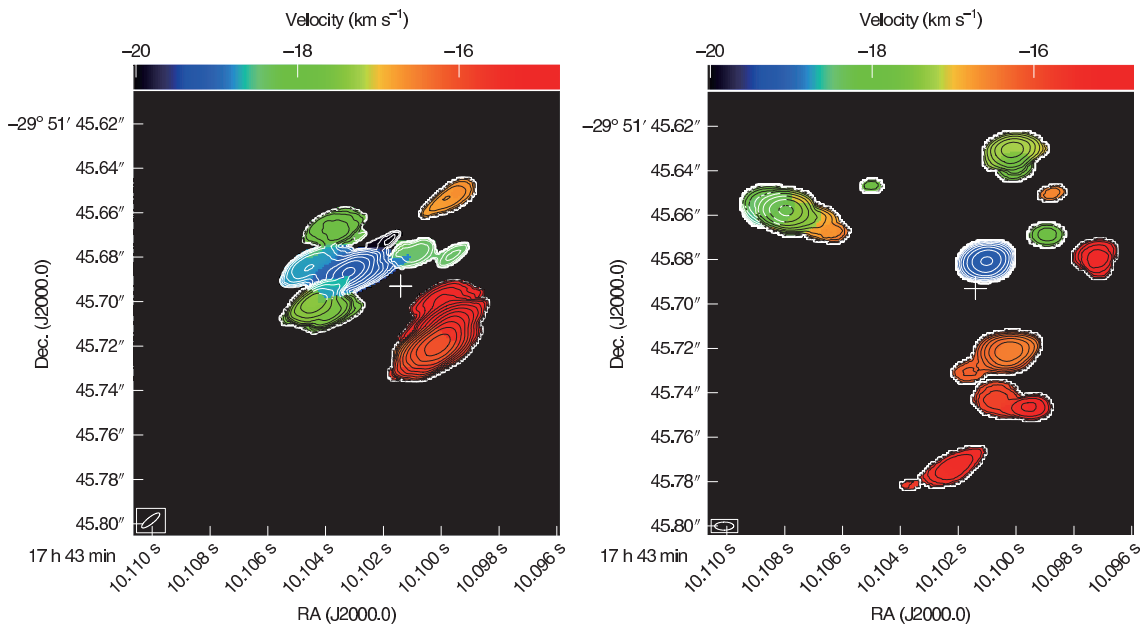 Velocity (km s⁻¹)
−20 −18 −16
−29° 51′ 45.62″
45.64″
45.66″
45.68″
45.70″
45.72″
45.74″
45.76″
45.78″
45.80″
Dec. (J2000.0)
17 h 43 min
10.110 s
10.108 s
10.106 s
10.104 s
10.102 s
10.100 s
10.098 s
10.096 s
RA (J2000.0)
Velocity (km s⁻¹)
−20 −18 −16
−29° 51′ 45.62″
45.64″
45.66″
45.68″
45.70″
45.72″
45.74″
45.76″
45.78″
45.80″
Dec. (J2000.0)
17 h 43 min
10.110 s
10.108 s
10.106 s
10.104 s
10.102 s
10.100 s
10.098 s
10.096 s
RA (J2000.0)